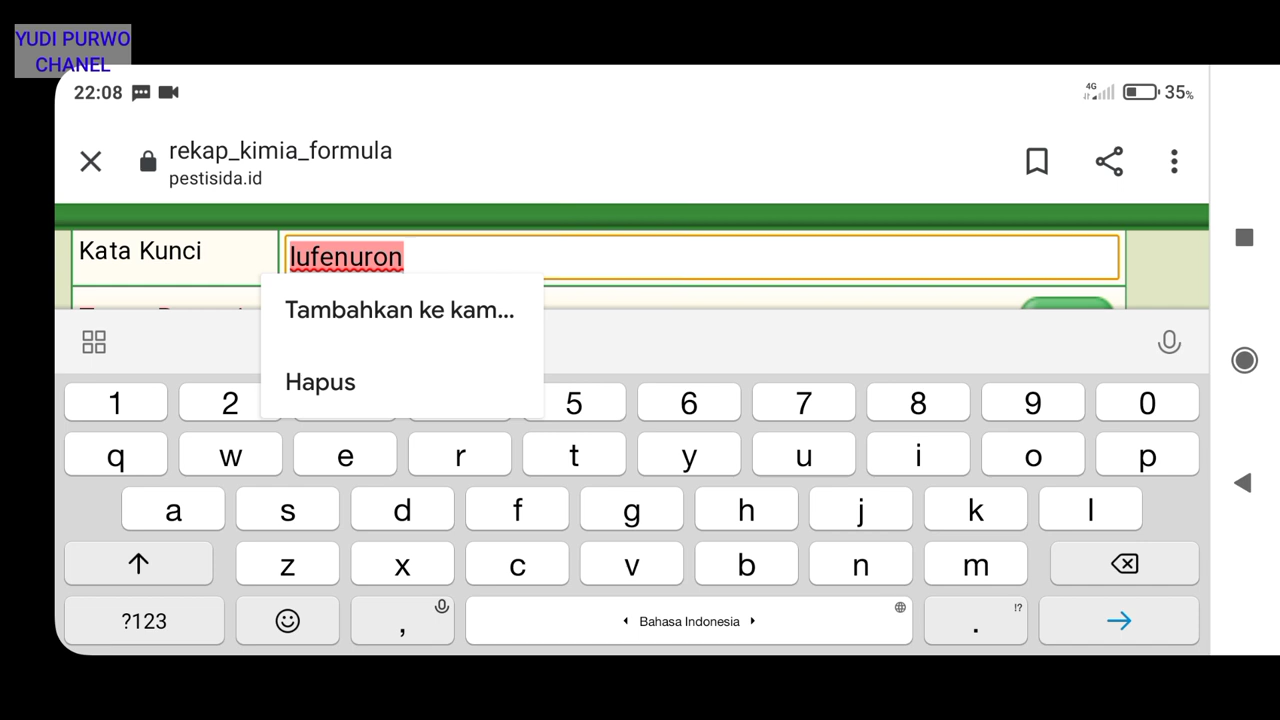 YUDI PURWO
CHANEL
22:08
4G
35%
rekap_kimia_formula
pestisida.id
Kata Kunci
lufenuron
Tambahkan ke kam...
Hapus
1 2 5 6 7 8 9 0
q w e r t y u i o p
a s d f g h j k l
z x c v b n m
?123 , Bahasa Indonesia . !?